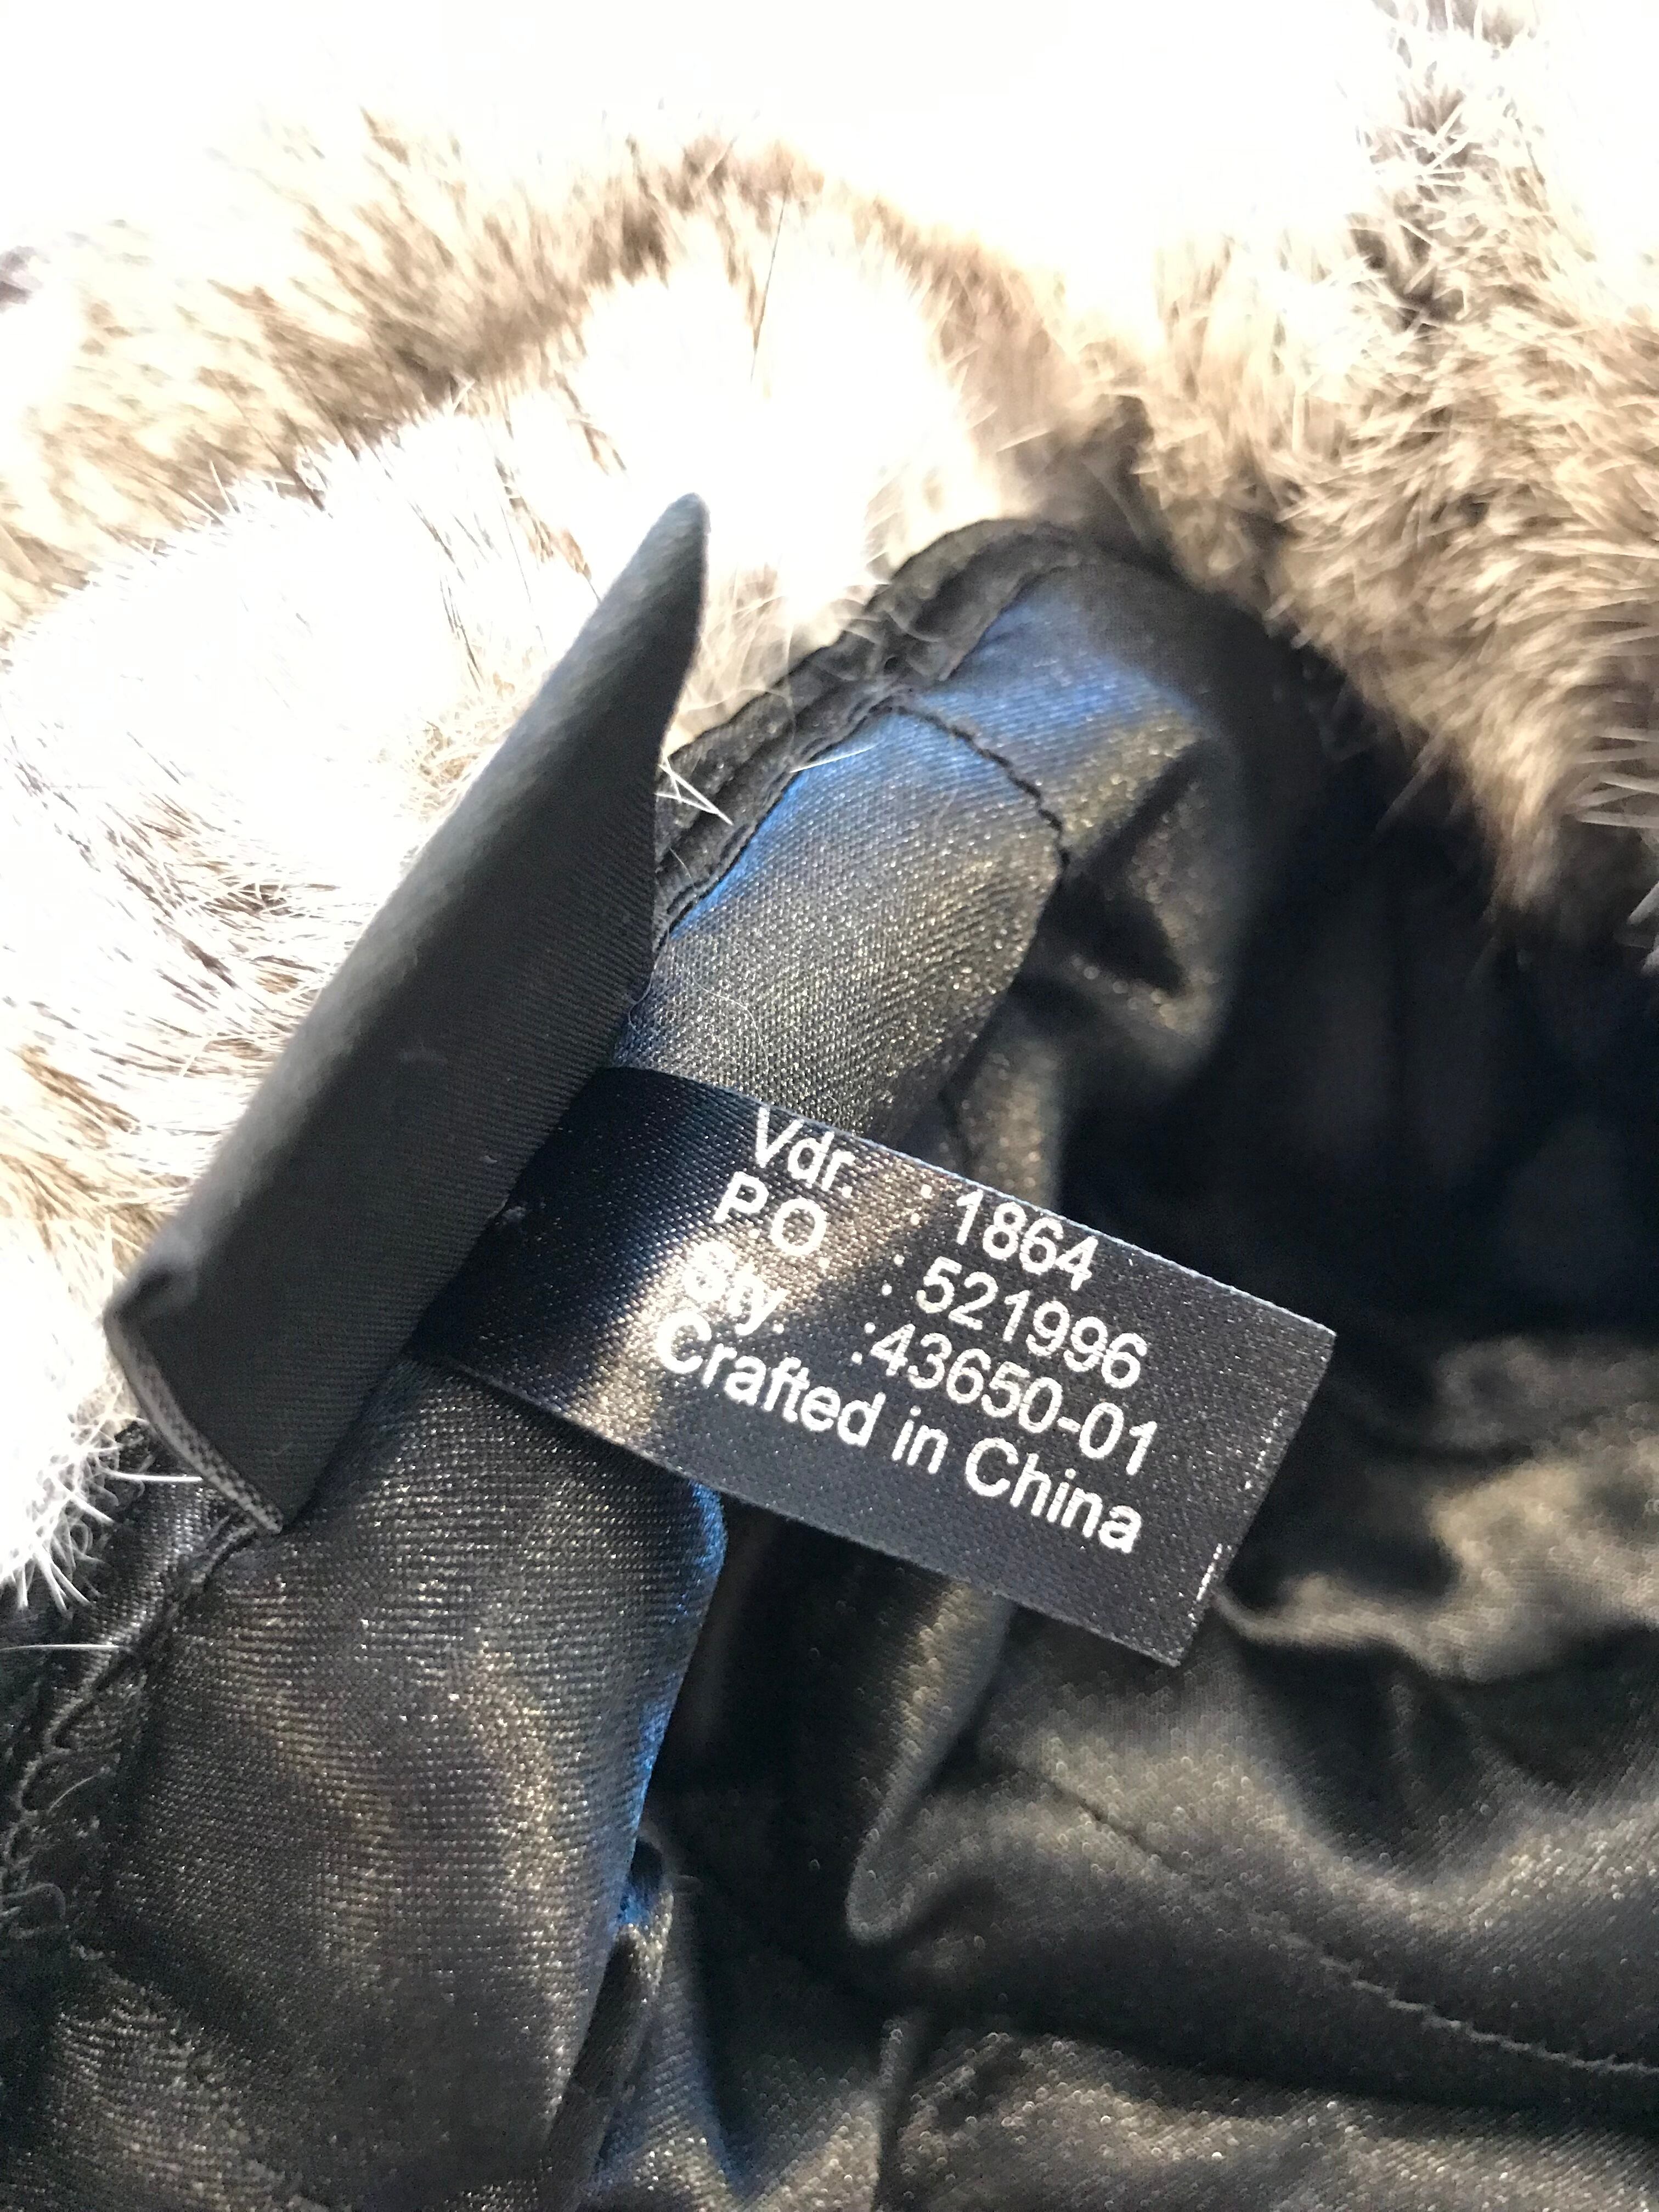 Vdr. : 1864
P.O. : 521996
Sty. :43650-01
Crafted in China